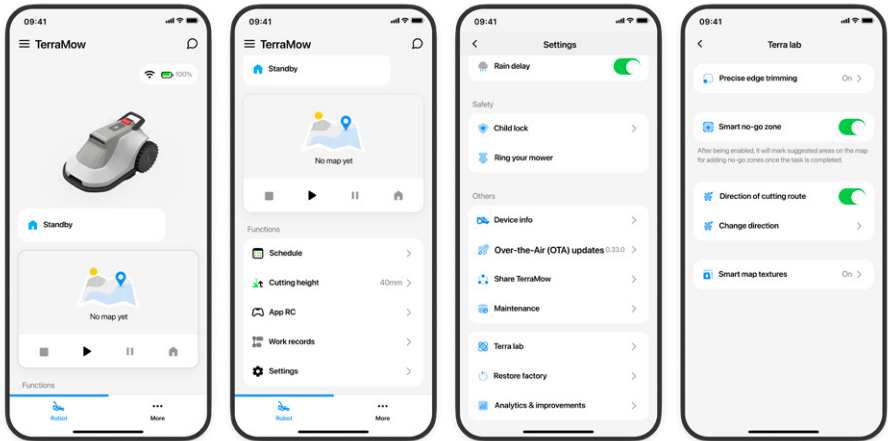 09:41
TerraMow
100%
Standby
No map yet
Functions
Robot
More
09:41
TerraMow
Standby
No map yet
Functions
Schedule
Cutting height 40mm
App RC
Work records
Settings
Robot
More
09:41
Settings
Rain delay
Safety
Child lock
Ring your mower
Others
Device info
Over-the-Air (OTA) updates 0.33.0
Share TerraMow
Maintenance
Terra lab
Restore factory
Analytics & improvements
09:41
Terra lab
Precise edge trimming On
Smart no-go zone
After being enabled, it will mark suggested areas on the map
for adding no-go zones once the task is completed.
Direction of cutting route
Change direction
Smart map textures On